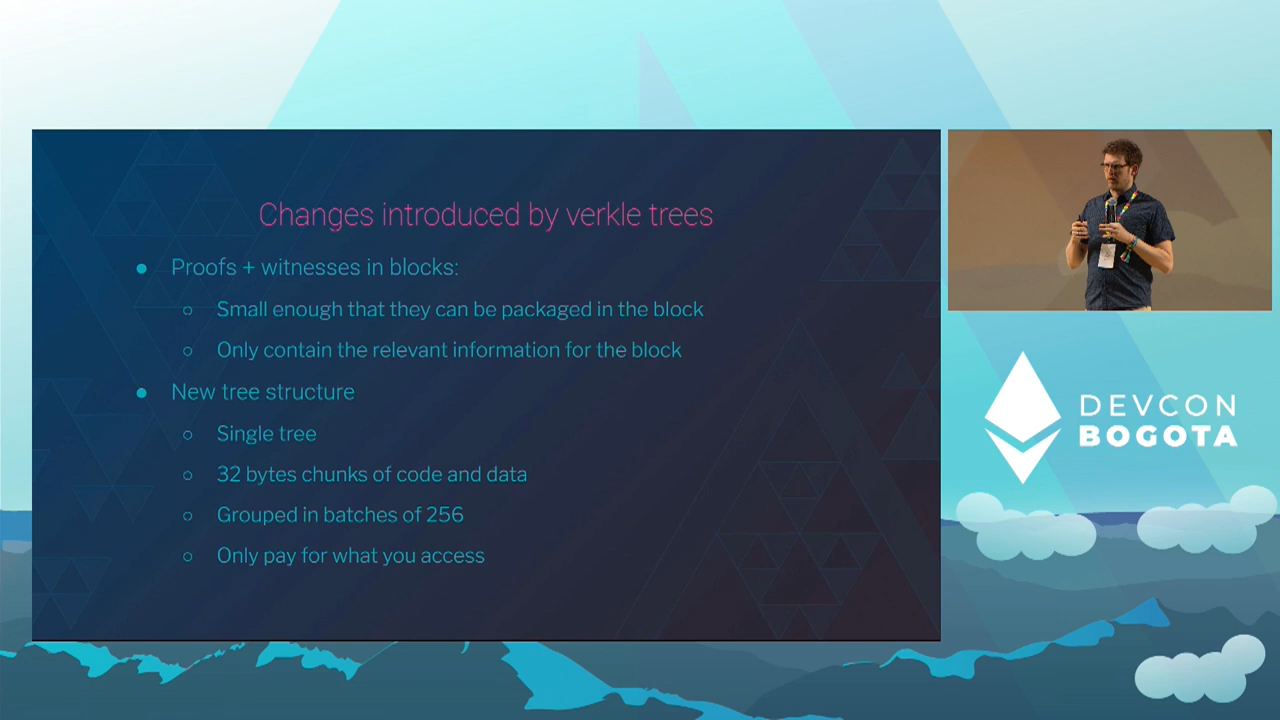 Changes introduced by verkle trees
● Proofs + witnesses in blocks:
○ Small enough that they can be packaged in the block
○ Only contain the relevant information for the block
● New tree structure
○ Single tree
○ 32 bytes chunks of code and data
○ Grouped in batches of 256
○ Only pay for what you access
DEVCON
BOGOTA